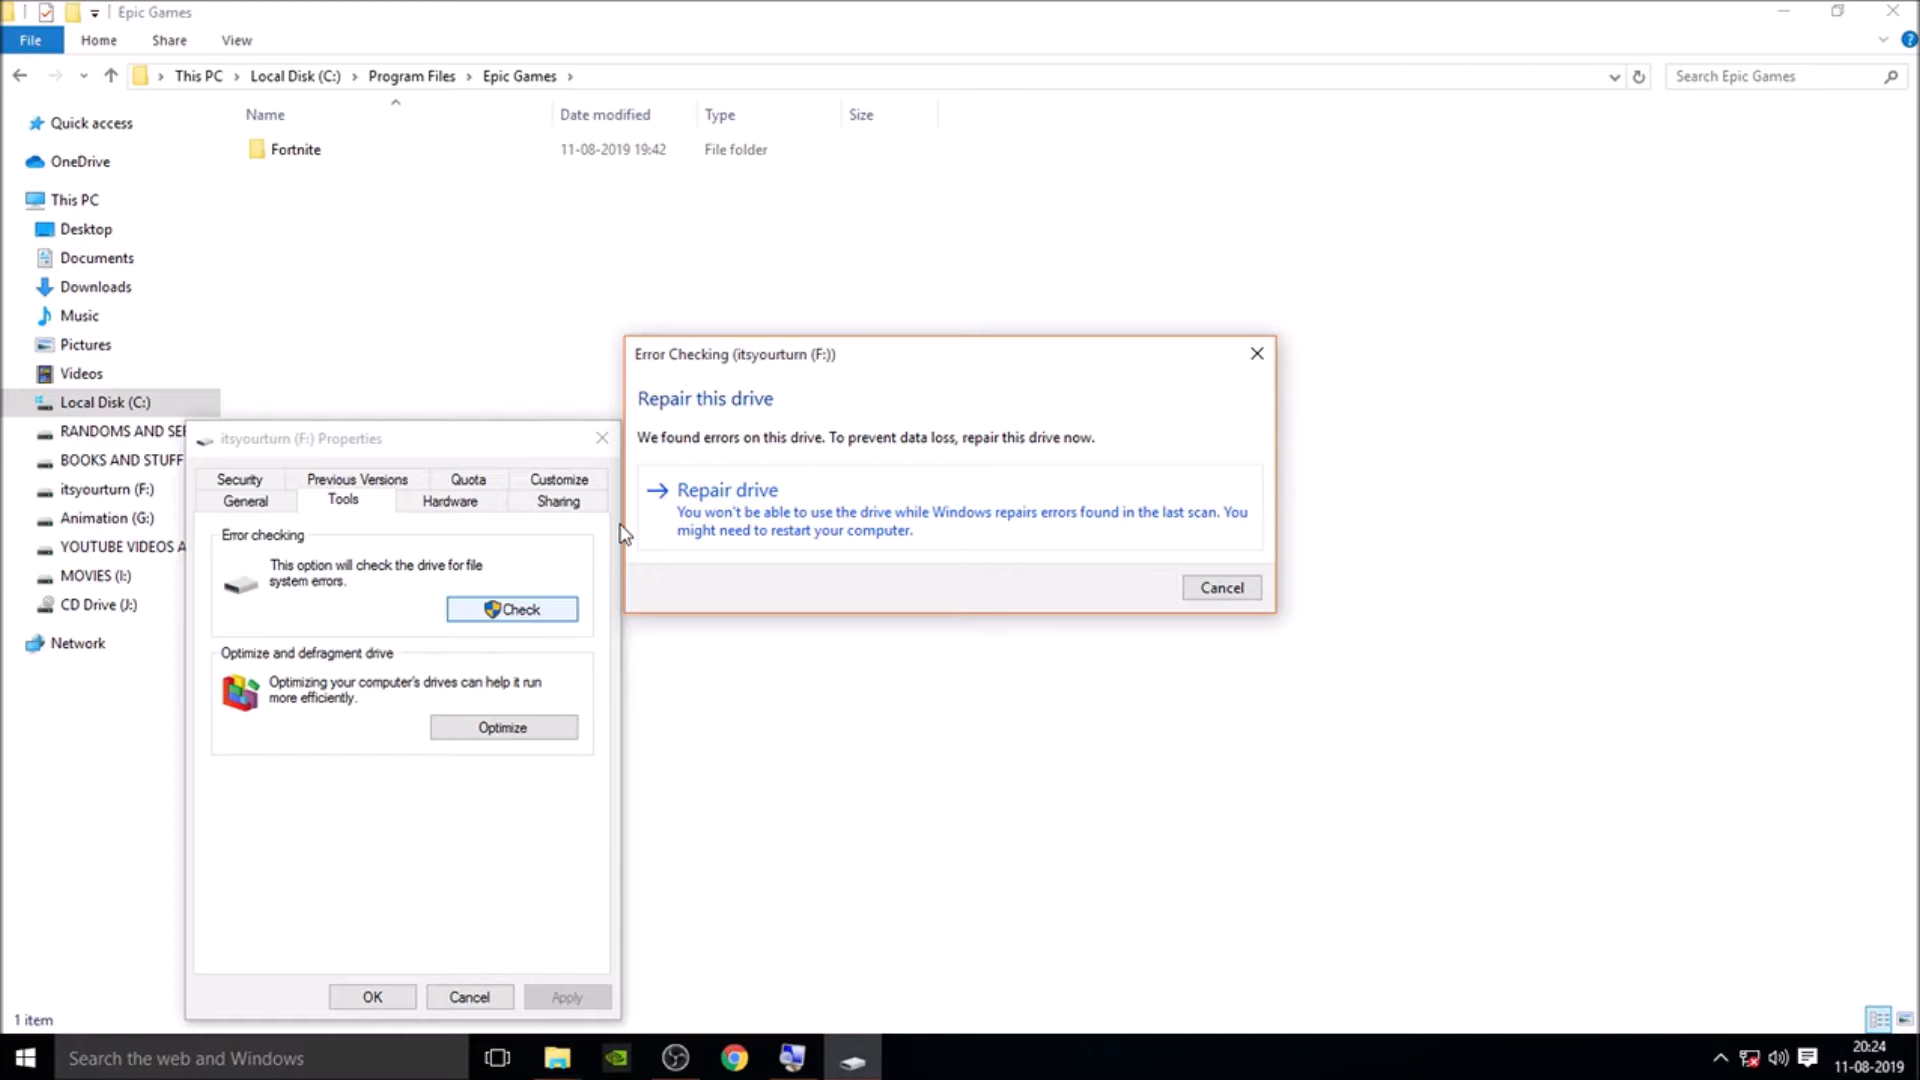 Epic Games
File
Home
Share
View
This PC
Local Disk (C:)
Program Files
Epic Games
Search Epic Games
Name
Date modified
Type
Size
Fortnite
11-08-2019 19:42
File folder
Quick access
OneDrive
This PC
Desktop
Documents
Downloads
Music
Pictures
Videos
Local Disk (C:)
RANDOMS AND
BOOKS AND STUFF
itsyourturn (F:)
Animation (G:)
YOUTUBE VIDEOS A
MOVIES (I:)
CD Drive (J:)
Network
1 item
itsyourturn (F:) Properties
Security
Previous Versions
Quota
Customize
General
Tools
Hardware
Sharing
Error checking
This option will check the drive for file
system errors.
Check
Optimize and defragment drive
Optimizing your computer's drives can help it run
more efficiently.
Optimize
OK
Cancel
Apply
Error Checking (itsyourturn (F:))
Repair this drive
We found errors on this drive. To prevent data loss, repair this drive now.
Repair drive
You won't be able to use the drive while Windows repairs errors found in the last scan. You
might need to restart your computer.
Cancel
Search the web and Windows
20:24
11-08-2019